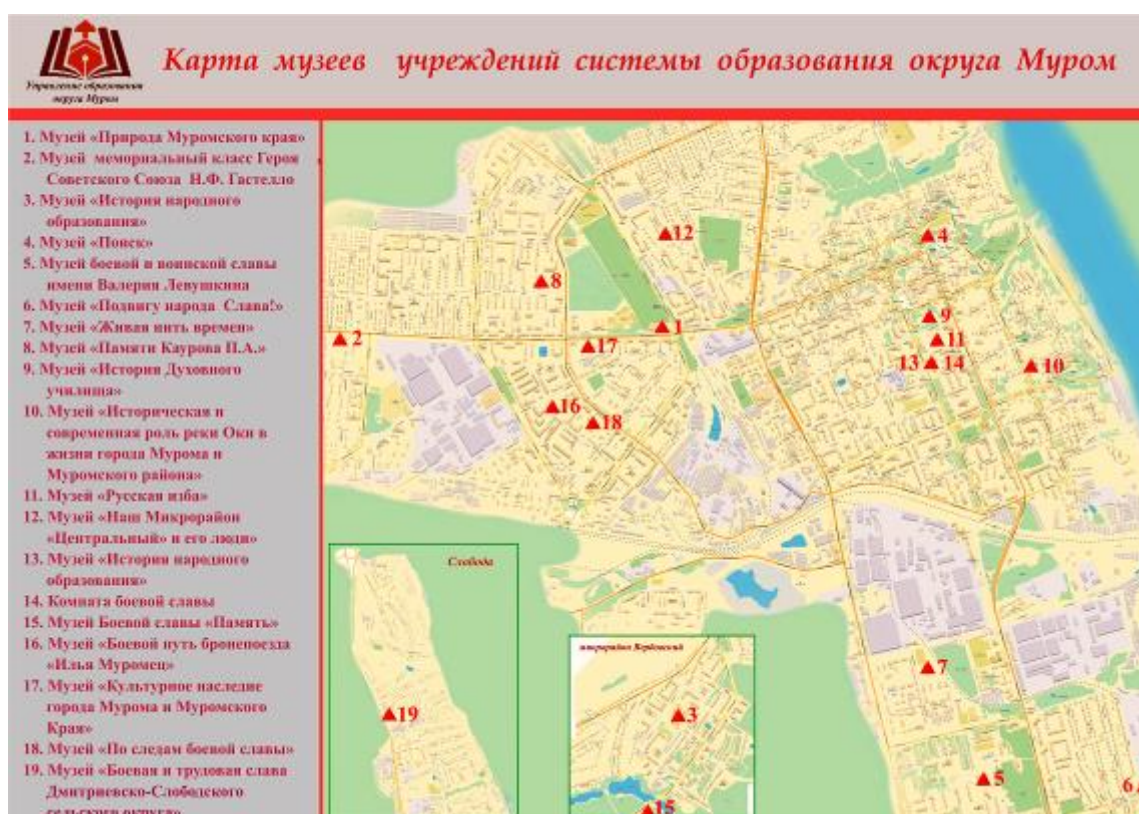 Карта музеев учреждений системы образования округа Муром
Управление образования
округа Муром
1. Музей «Природа Муромского края»
2. Музей мемориальный класс Героя
Советского Союза Н.Ф. Гастелло
3. Музей «История народного
образования»
4. Музей «Поиск»
5. Музей боевой и воинской славы
имени Валерия Левушкина
6. Музей «Подвигу народа Слава!»
7. Музей «Живая нить времен»
8. Музей «Памяти Каурова П.А.»
9. Музей «История Духовного
училища»
10. Музей «Историческая и
современная роль реки Оки в
жизни города Мурома и
Муромского района»
11. Музей «Русская изба»
12. Музей «Наш Микрорайон
«Центральный» и его люди»
13. Музей «История народного
образования»
14. Комната боевой славы
15. Музей Боевой славы «Память»
16. Музей «Боевой путь бронепоезда
«Илья Муромец»
17. Музей «Культурное наследие
города Мурома и Муромского
Края»
18. Музей «По следам боевой славы»
19. Музей «Боевая и трудовая слава
Дмитриевско-Слободского
сельского округа»
12
4
8
9
1
2
17
11
13
14
10
16
18
Слобода
микрорайон Вербовский
7
19
3
5
6
15